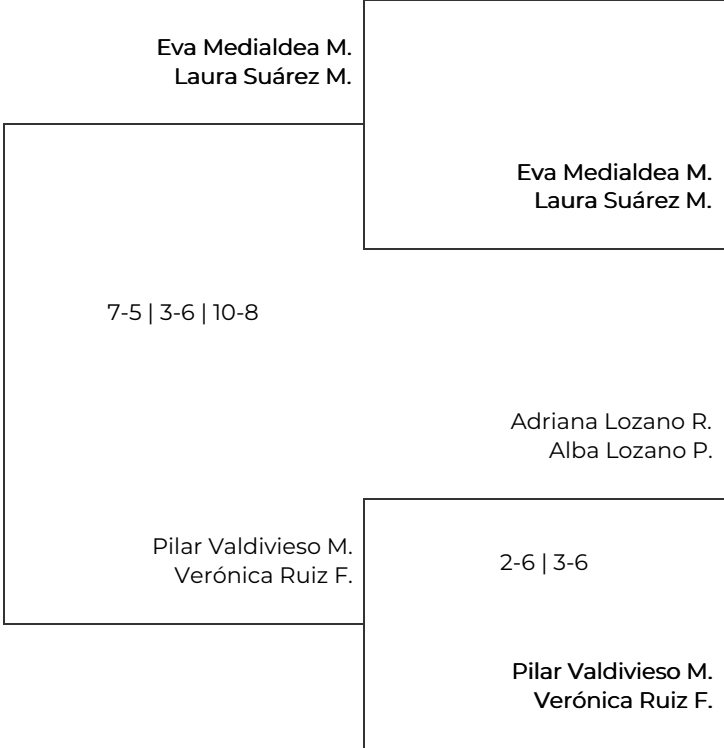 Eva Medialdea M.
Laura Suárez M.
Eva Medialdea M.
Laura Suárez M.
7-5 | 3-6 | 10-8
Adriana Lozano R.
Alba Lozano P.
Pilar Valdivieso M.
Verónica Ruiz F.
2-6 | 3-6
Pilar Valdivieso M.
Verónica Ruiz F.